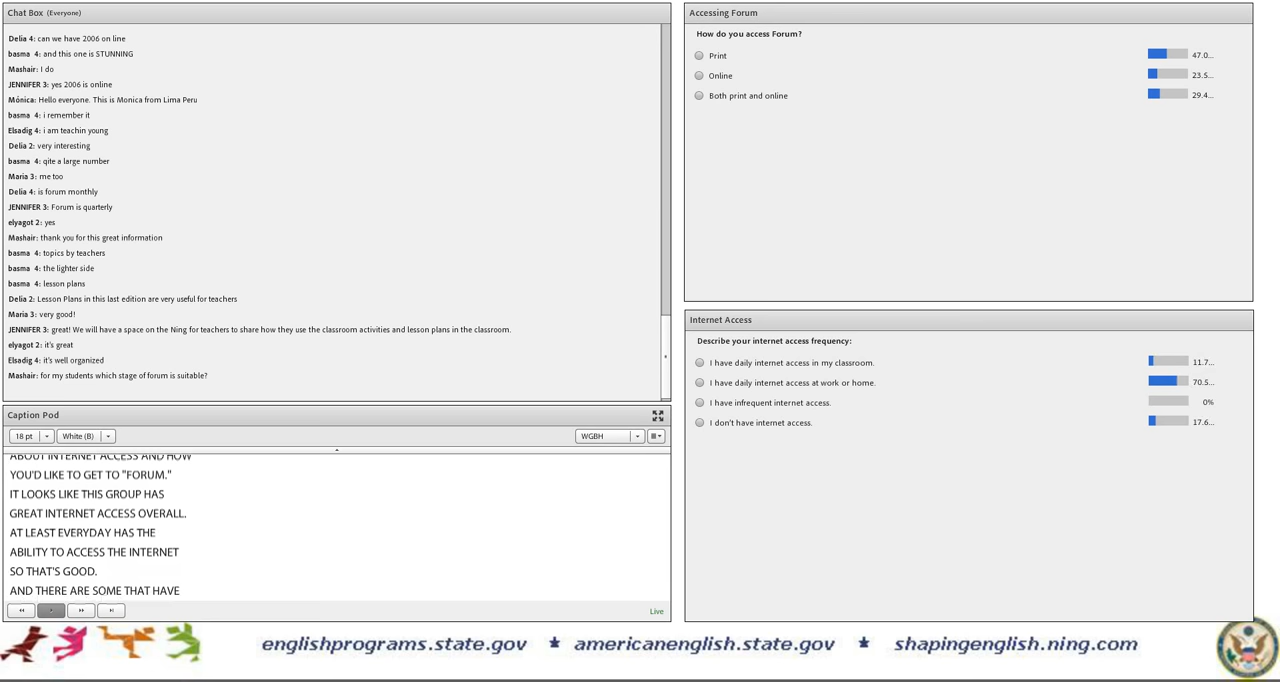 Chat Box (Everyone)
Delia 4: can we have 2006 on line
basma 4: and this one is STUNNING
Mashair: I do
JENNIFER 3: yes 2006 is online
Mónica: Hello everyone. This is Monica from Lima Peru
basma 4: i remember it
Elsadig 4: i am teachin young
Delia 2: very interesting
basma 4: qite a large number
Maria 3: me too
Delia 4: is forum monthly
JENNIFER 3: Forum is quarterly
elyagot 2: yes
Mashair: thank you for this great information
basma 4: topics by teachers
basma 4: the lighter side
basma 4: lesson plans
Delia 2: Lesson Plans in this last edition are very useful for teachers
Maria 3: very good!
JENNIFER 3: great! We will have a space on the Ning for teachers to share how they use the classroom activities and lesson plans in the classroom.
elyagot 2: it's great
Elsadig 4: it's well organized
Mashair: for my students which stage of forum is suitable?
Caption Pod
18 pt White (B) WGBH
ABOUT INTERNET ACCESS AND HOW
YOU'D LIKE TO GET TO "FORUM."
IT LOOKS LIKE THIS GROUP HAS
GREAT INTERNET ACCESS OVERALL.
AT LEAST EVERYDAY HAS THE
ABILITY TO ACCESS THE INTERNET
SO THAT'S GOOD.
AND THERE ARE SOME THAT HAVE
Live
Accessing Forum
How do you access Forum?
Print 47.0...
Online 23.5...
Both print and online 29.4...
Internet Access
Describe your internet access frequency:
I have daily internet access in my classroom. 11.7...
I have daily internet access at work or home. 70.5...
I have infrequent internet access. 0%
I don't have internet access. 17.6...
englishprograms.state.gov ★ americanenglish.state.gov ★ shapingenglish.ning.com